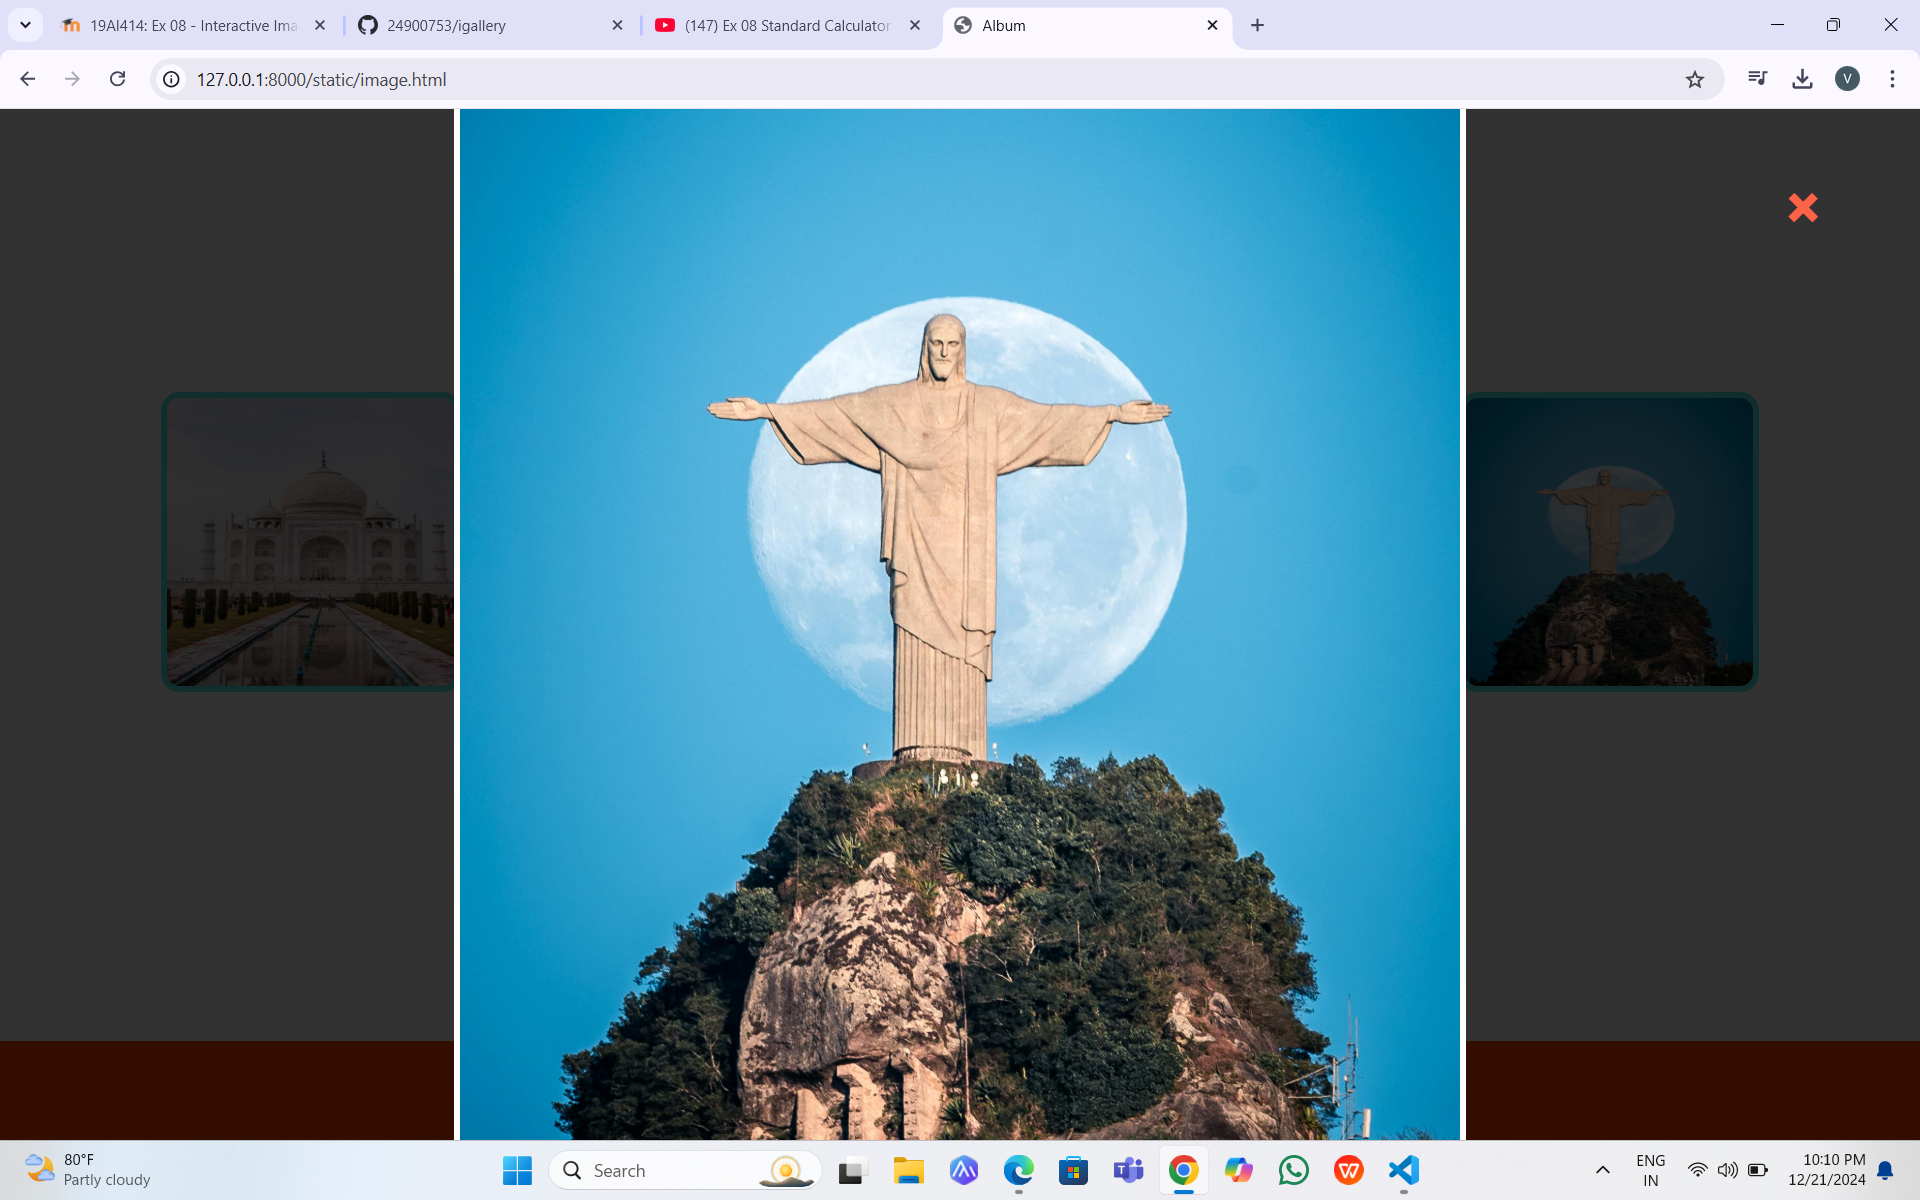 19AI414: Ex 08 - Interactive Ima
24900753/igallery
(147) Ex 08 Standard Calculator
Album
127.0.0.1:8000/static/image.html
V
80°F
Partly cloudy
Search
ENG
IN
10:10 PM
12/21/2024